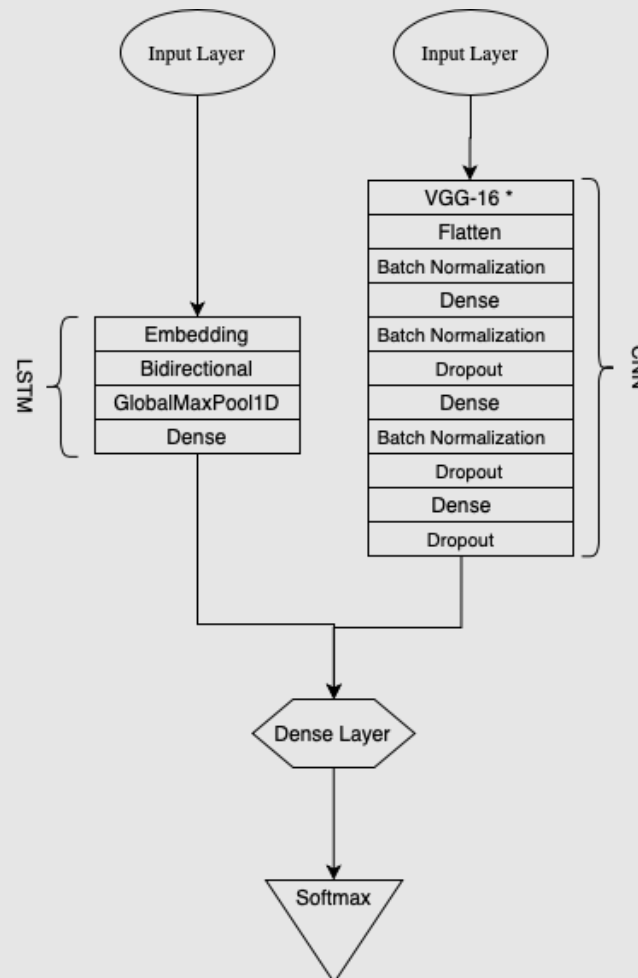 Input Layer
Input Layer
VGG-16 *
Flatten
Batch Normalization
Dense
Batch Normalization
Dropout
Dense
Batch Normalization
Dropout
Dense
Dropout
CNN
LSTM
Embedding
Bidirectional
GlobalMaxPool1D
Dense
Dense Layer
Softmax